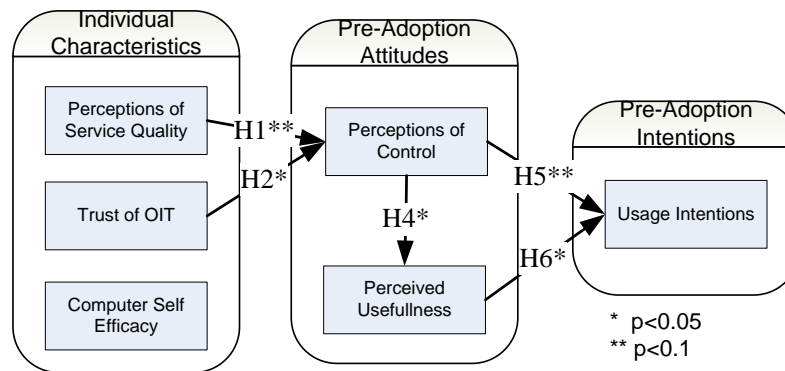 Individual
Characteristics
Perceptions of
Service Quality
Trust of OIT
Computer Self
Efficacy
H1**
H2*
Pre-Adoption
Attitudes
Perceptions of
Control
H4*
Perceived
Usefullness
H5**
H6*
Pre-Adoption
Intentions
Usage Intentions
* p<0.05
** p<0.1